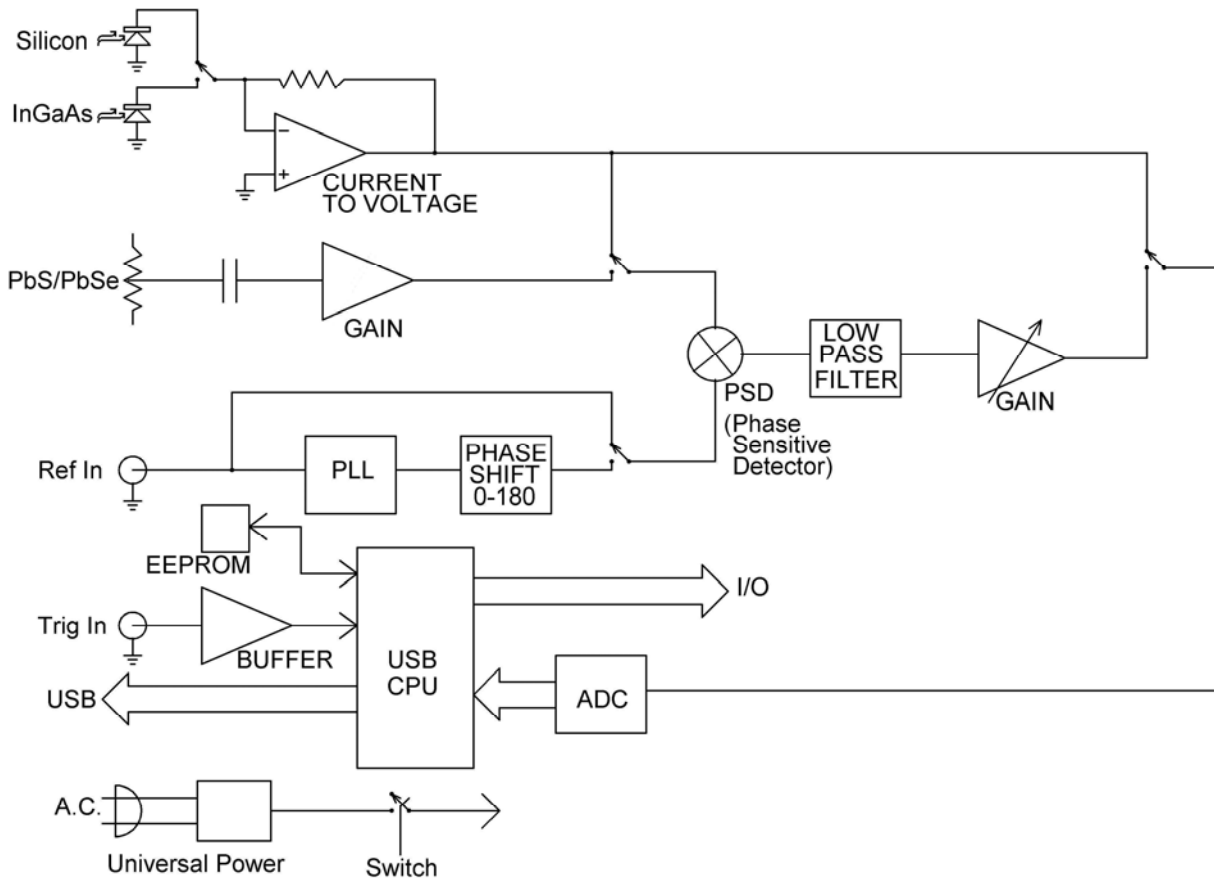 Silicon
InGaAs
−
+
CURRENT
TO VOLTAGE
PbS/PbSe
GAIN
LOW
PASS
FILTER
GAIN
PSD
(Phase
Sensitive
Detector)
Ref In
PLL
PHASE
SHIFT
0-180
EEPROM
I/O
Trig In
BUFFER
USB
CPU
USB
ADC
A.C.
Universal Power
Switch